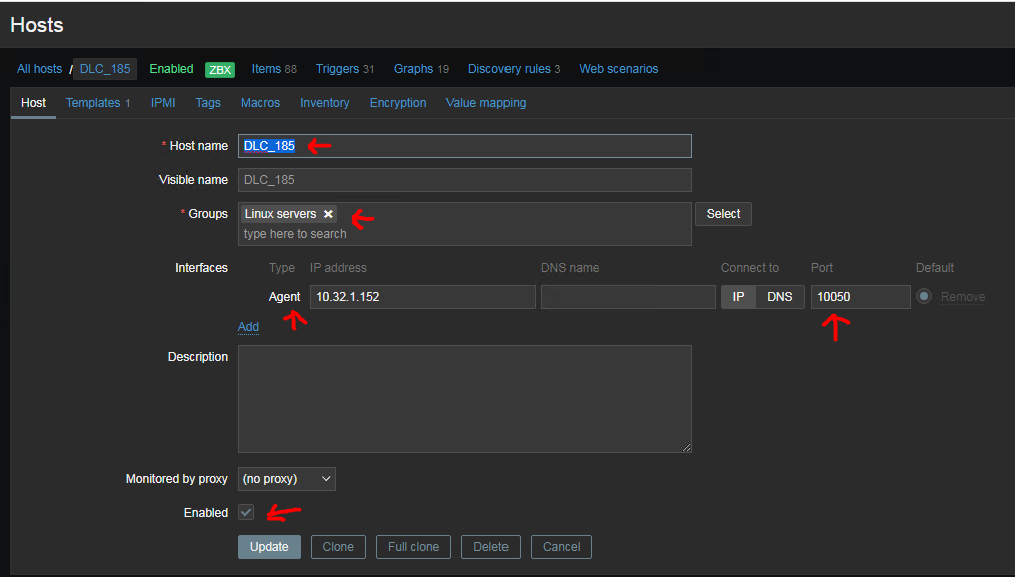 Hosts
All hosts / DLC_185 Enabled ZBX Items 88 Triggers 31 Graphs 19 Discovery rules 3 Web scenarios
Host Templates 1 IPMI Tags Macros Inventory Encryption Value mapping
* Host name DLC_185
Visible name DLC_185
* Groups Linux servers × Select
type here to search
Interfaces Type IP address DNS name Connect to Port Default
Agent 10.32.1.152 IP DNS 10050 Remove
Add
Description
Monitored by proxy (no proxy)
Enabled
Update Clone Full clone Delete Cancel